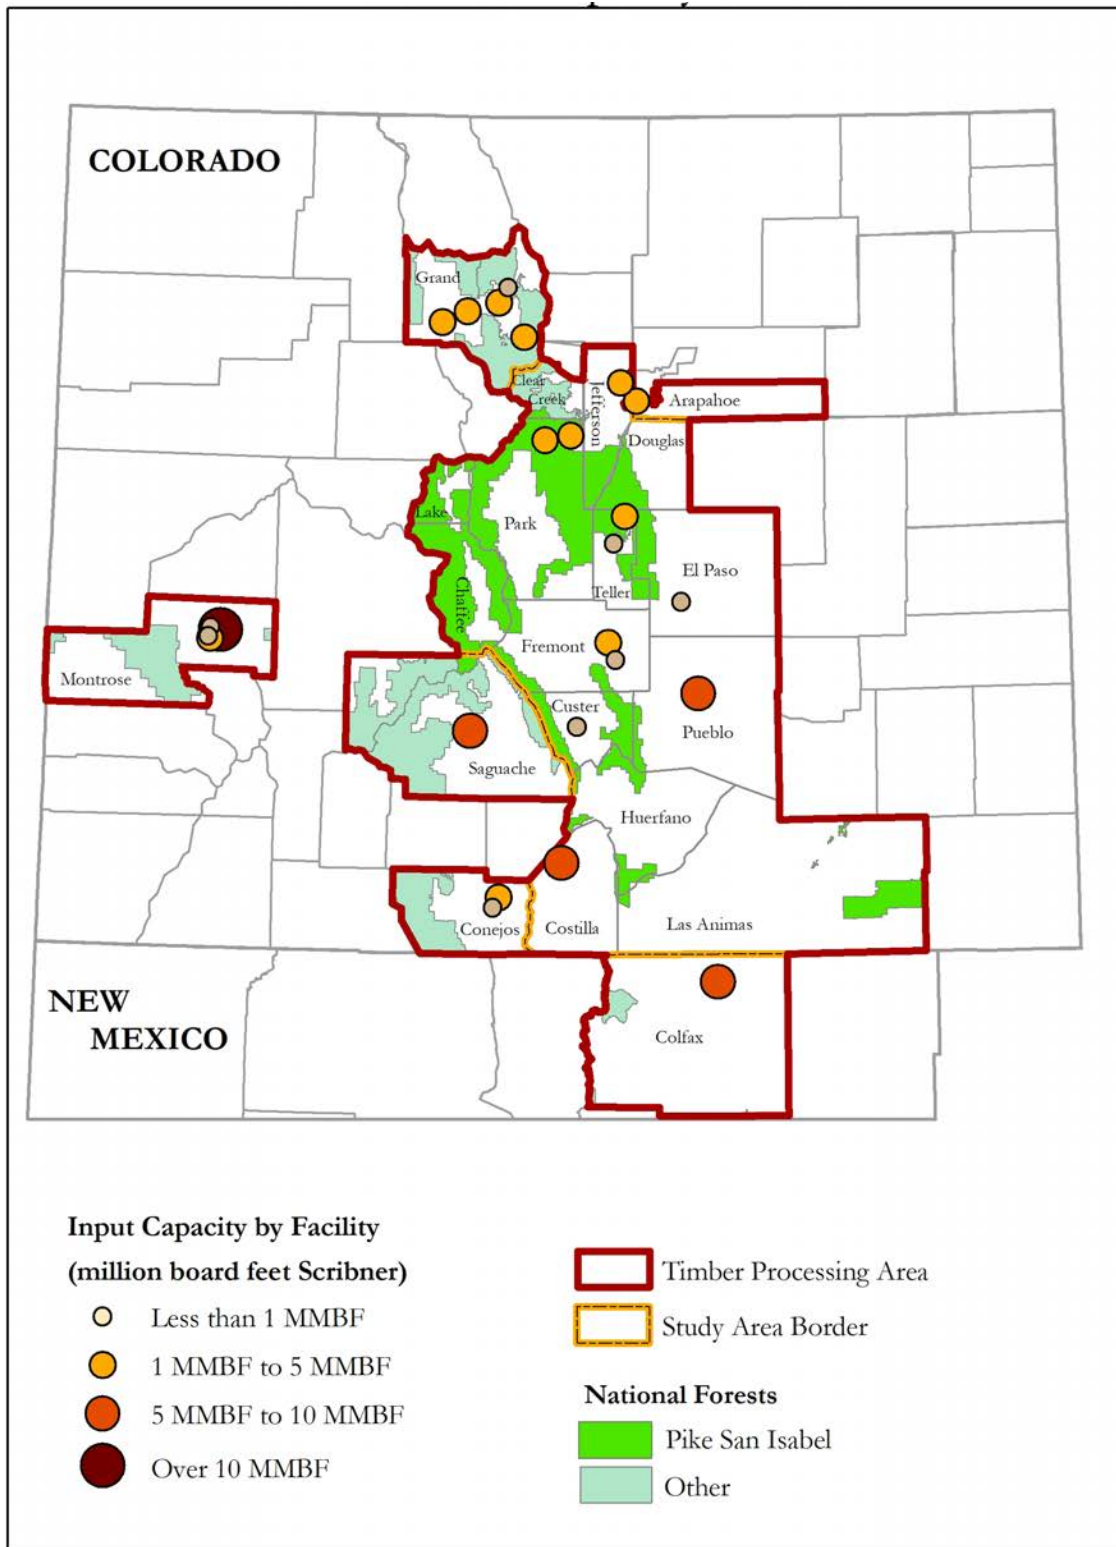 COLORADO
Grand
Clear
Creek
Jefferson
Arapahoe
Douglas
Lake
Park
Chaffee
Teller
El Paso
Fremont
Montrose
Custer
Pueblo
Saguache
Huerfano
Conejos
Costilla
Las Animas
NEW
MEXICO
Colfax
Input Capacity by Facility
(million board feet Scribner)
Less than 1 MMBF
1 MMBF to 5 MMBF
5 MMBF to 10 MMBF
Over 10 MMBF
Timber Processing Area
Study Area Border
National Forests
Pike San Isabel
Other